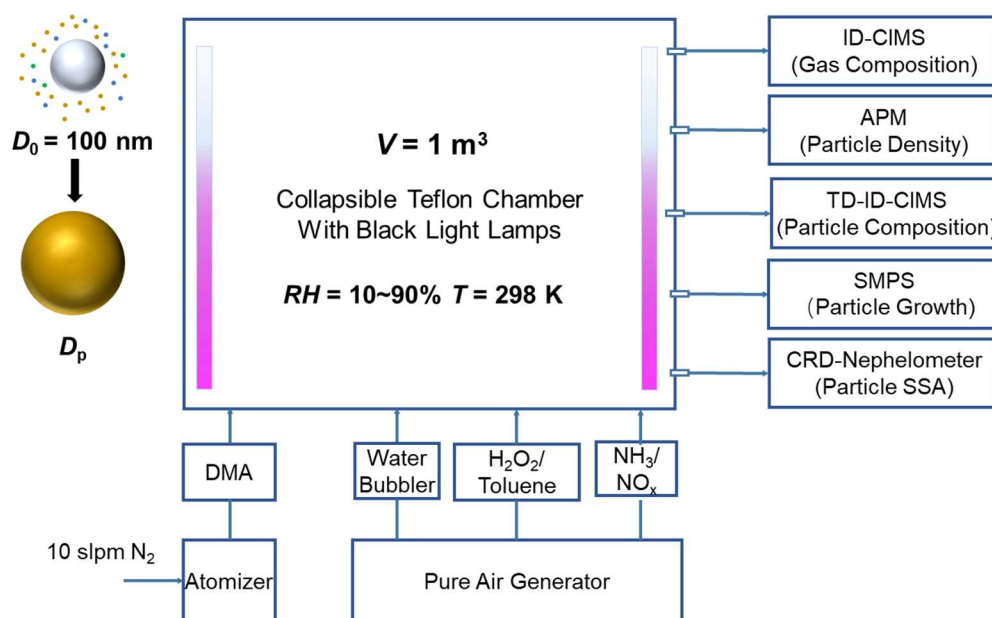 D₀ = 100 nm
Dₚ
V = 1 m³
Collapsible Teflon Chamber
With Black Light Lamps
RH = 10~90% T = 298 K
ID-CIMS
(Gas Composition)
APM
(Particle Density)
TD-ID-CIMS
(Particle Composition)
SMPS
(Particle Growth)
CRD-Nephelometer
(Particle SSA)
DMA
Water
Bubbler
H₂O₂/
Toluene
NH₃/
NOₓ
10 slpm N₂
Atomizer
Pure Air Generator